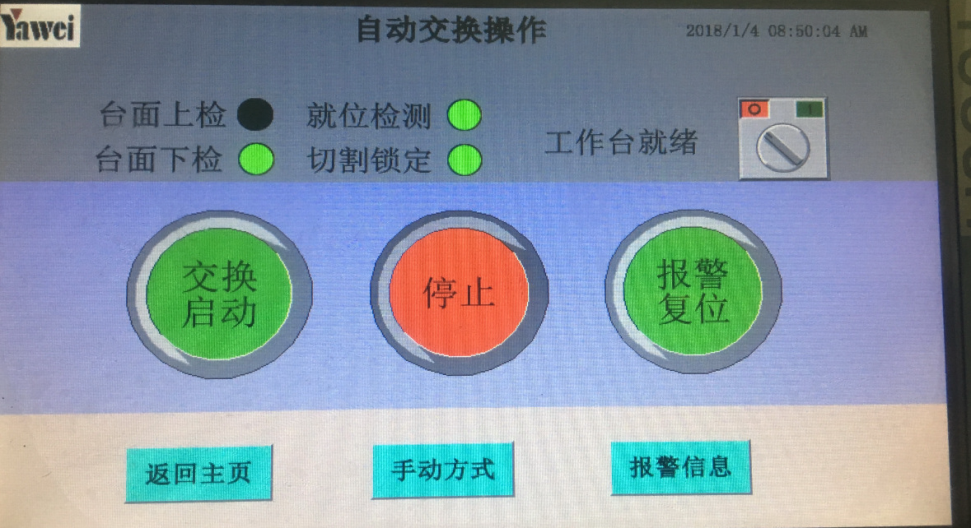 Yawei
自动交换操作
2018/1/4 08:50:04 AM
台面上检
就位检测
台面下检
切割锁定
工作台就绪
O
I
交换
启动
停止
报警
复位
返回主页
手动方式
报警信息